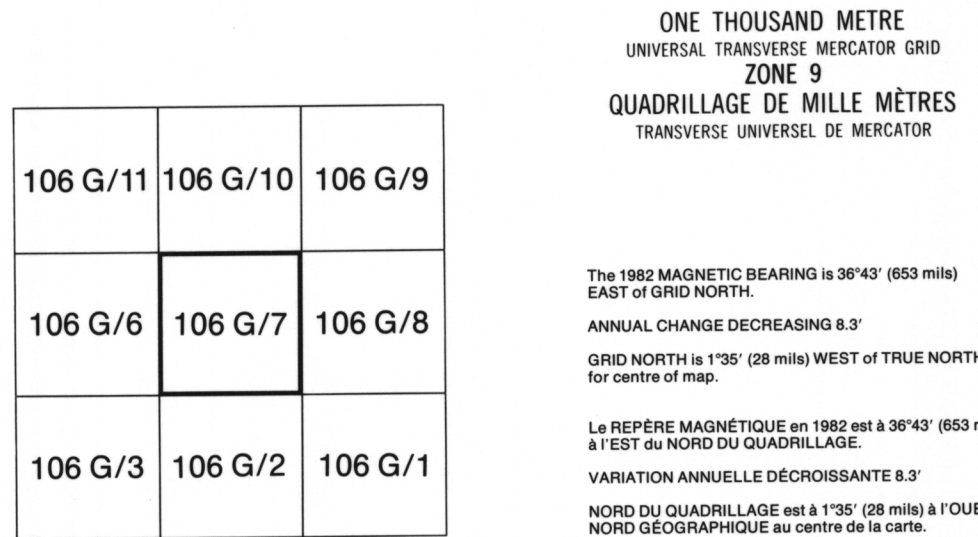 ONE THOUSAND METRE
UNIVERSAL TRANSVERSE MERCATOR GRID
ZONE 9
QUADRILLAGE DE MILLE MÈTRES
TRANSVERSE UNIVERSEL DE MERCATOR
106 G/11 106 G/10 106 G/9
106 G/6 106 G/7 106 G/8
106 G/3 106 G/2 106 G/1
The 1982 MAGNETIC BEARING is 36°43′ (653 mils)
EAST of GRID NORTH.
ANNUAL CHANGE DECREASING 8.3′
GRID NORTH is 1°35′ (28 mils) WEST of TRUE NORTH
for centre of map.
Le REPÈRE MAGNÉTIQUE en 1982 est à 36°43′ (653
à l'EST du NORD DU QUADRILLAGE.
VARIATION ANNUELLE DÉCROISSANTE 8.3′
NORD DU QUADRILLAGE est à 1°35′ (28 mils) à
NORD GÉOGRAPHIQUE au centre de la carte.